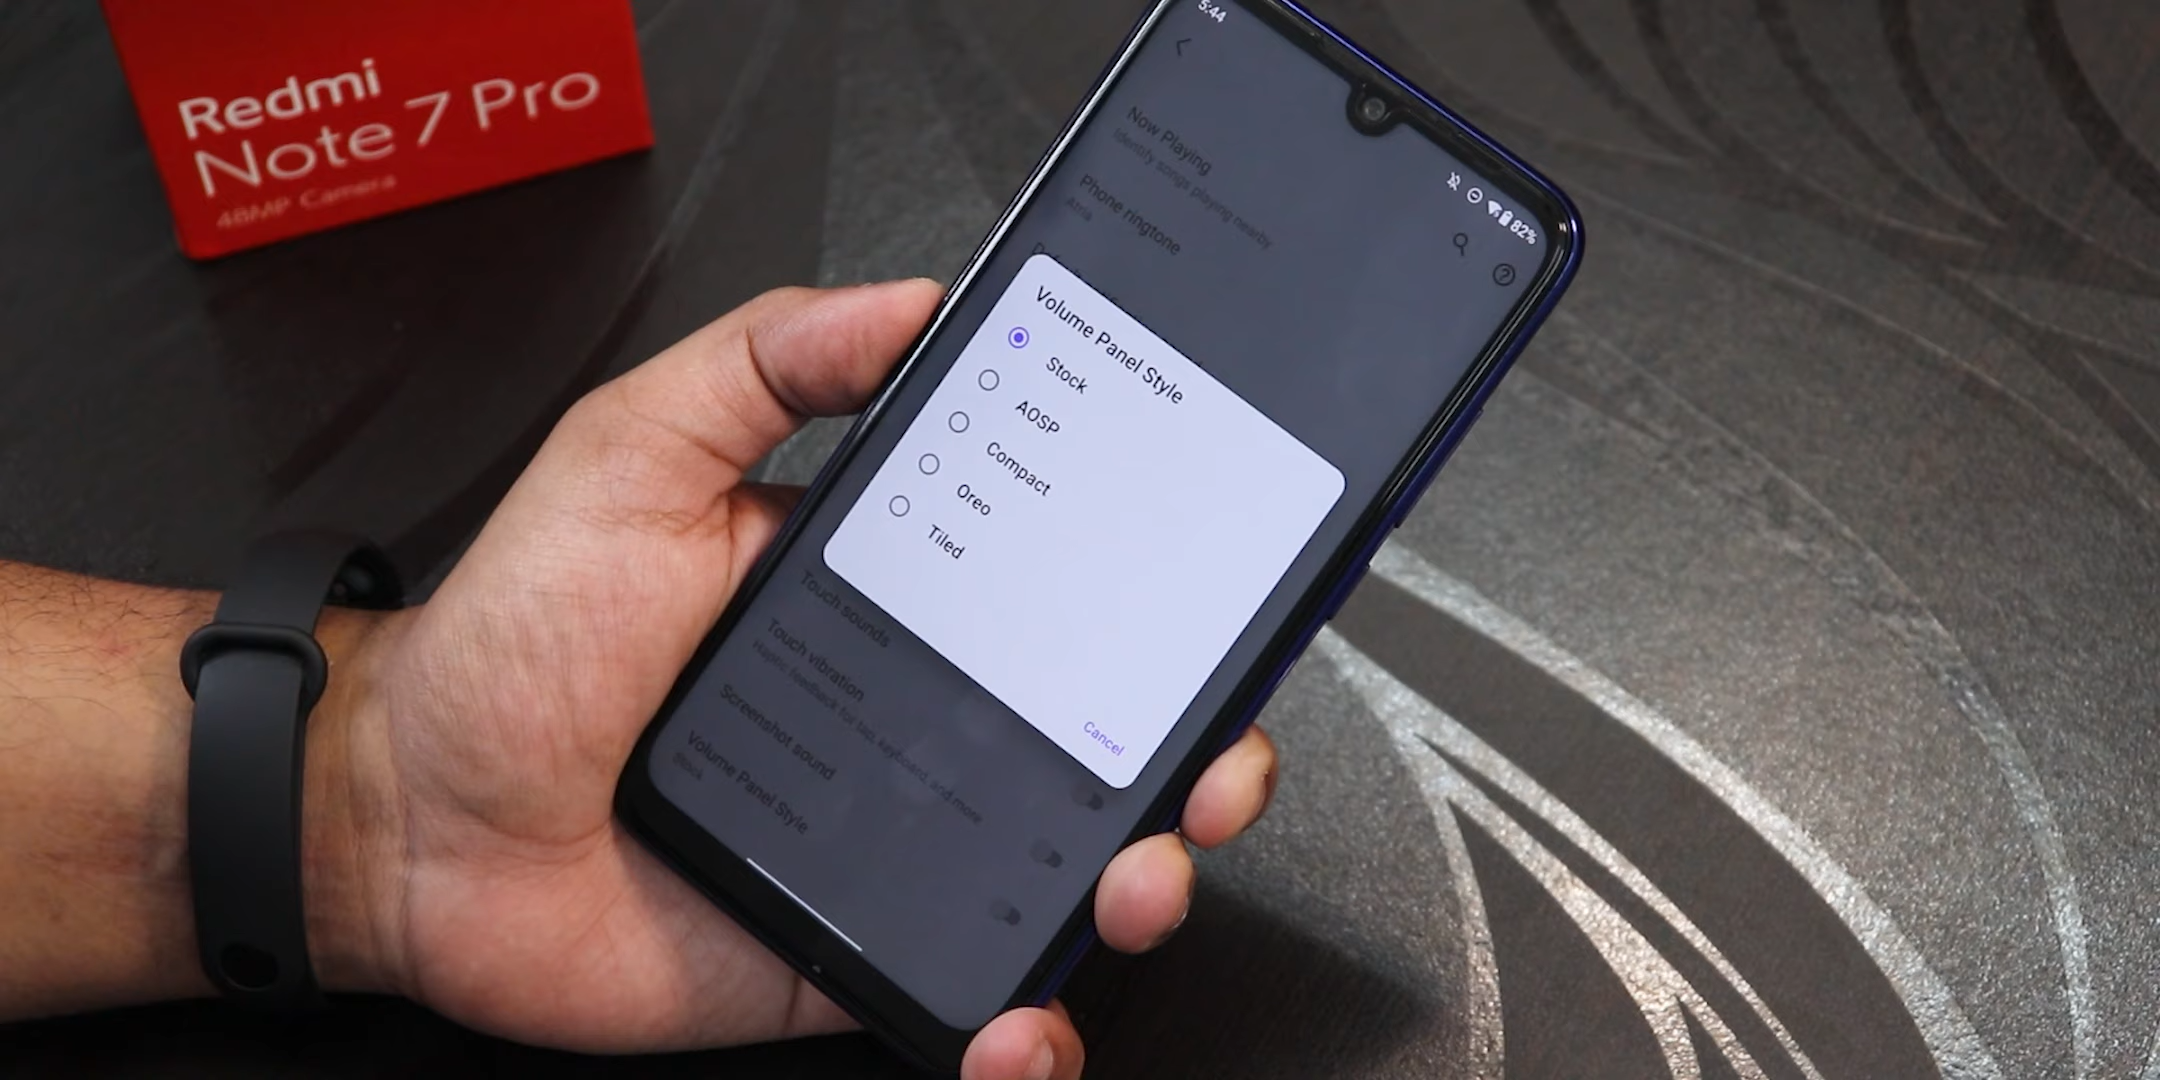 Redmi
Note 7 Pro
48MP Camera
5:44
82%
Now Playing
Identify songs playing nearby
Phone ringtone
Atria
Volume Panel Style
Stock
AOSP
Compact
Oreo
Tiled
Cancel
Touch sounds
Touch vibration
Haptic feedback for tap, keyboard, and more
Screenshot sound
Volume Panel Style
Stock